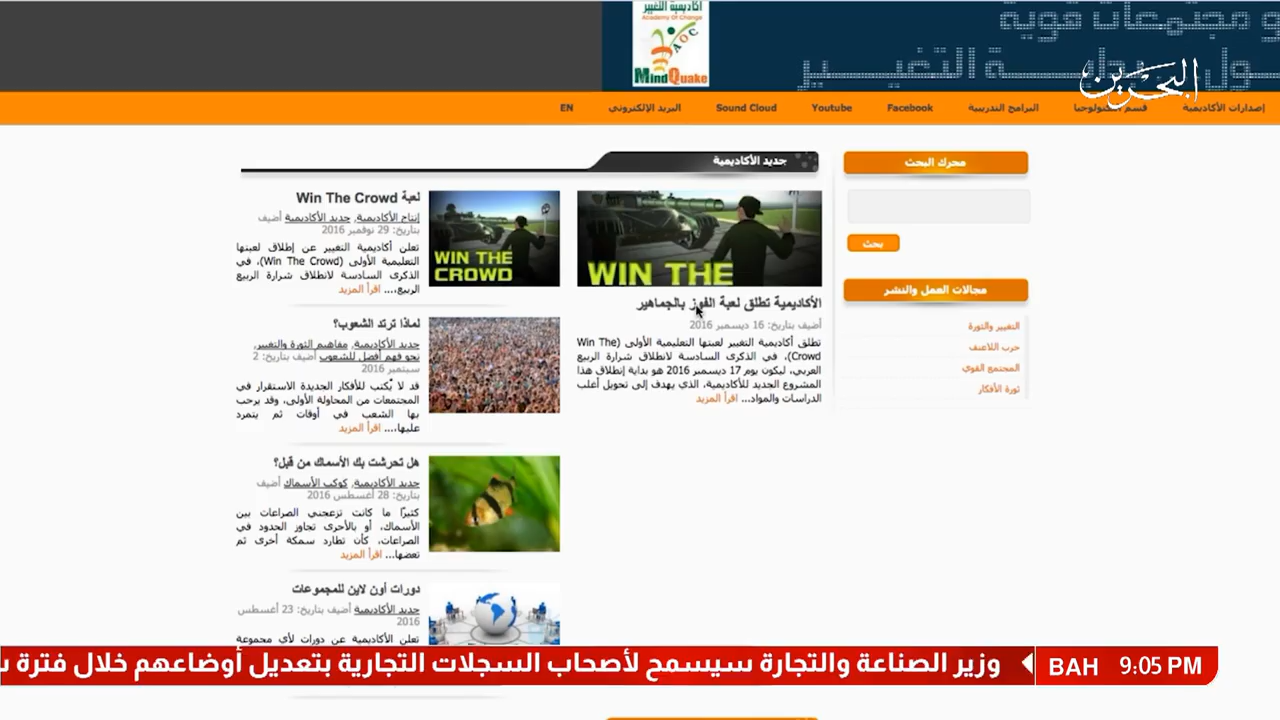 أكاديمية التغيير
Academy Of Change
AOC
MindQuake
البحرين
إصدارات الأكاديمية
البرامج التدريبية
Facebook
Youtube
Sound Cloud
البريد الإلكتروني
EN
محرك البحث
بحث
مجالات العمل والنشر
التغيير والثورة
حرب اللاعنف
المجتمع القوي
ثورة الأفكار
جديد الأكاديمية
WIN THE
الأكاديمية تطلق لعبة الفوز بالجماهير
أضيف بتاريخ: 16 ديسمبر 2016
تطلق أكاديمية التغيير لعبتها التعليمية الأولى (Win The
Crowd)، في الذكرى السادسة لانطلاق شرارة الربيع
العربي، ليكون يوم 17 ديسمبر 2016 هو بداية إنطلاق هذا
المشروع الجديد للأكاديمية، الذي يهدف إلى تحويل أغلب
الدراسات والمواد... اقرأ المزيد
WIN THE
CROWD
لعبة Win The Crowd
إنتاج الأكاديمية, جديد الأكاديمية أضيف
بتاريخ: 29 نوفمبر 2016
تعلن أكاديمية التغيير عن إطلاق لعبتها
التعليمية الأولى (Win The Crowd)، في
الذكرى السادسة لانطلاق شرارة الربيع
الربيع،... اقرأ المزيد
لماذا ترتد الشعوب؟
جديد الأكاديمية, مفاهيم الثورة والتغيير,
نحو فهم أفضل للشعوب أضيف بتاريخ: 2
سبتمبر 2016
قد لا يُكتب للأفكار الجديدة الاستقرار في
المجتمعات من المحاولة الأولى، وقد يرحب
بها الشعب في أوقات ثم يتمرد
عليها،... اقرأ المزيد
هل تحرشت بك الأسماك من قبل؟
جديد الأكاديمية, كوكب الأسماك أضيف
بتاريخ: 28 أغسطس 2016
كثيرًا ما كانت تزعجني الصراعات بين
الأسماك، أو بالأحرى تجاوز الحدود في
الصراعات، كأن تطارد سمكة أخرى ثم
تعضها... اقرأ المزيد
دورات أون لاين للمجموعات
جديد الأكاديمية أضيف بتاريخ: 23 أغسطس
2016
تعلن الأكاديمية عن دورات لأي مجموعة
BAH 9:05 PM
وزير الصناعة والتجارة سيسمح لأصحاب السجلات التجارية بتعديل أوضاعهم خلال فترة